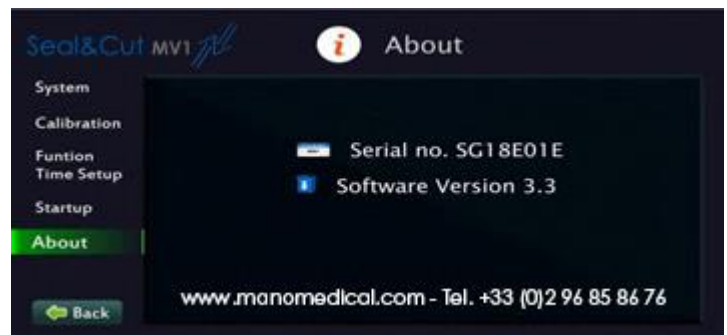 Seal&Cut MV1
About
System
Calibration
Funtion
Time Setup
Startup
About
Back
Serial no. SG18E01E
Software Version 3.3
www.manomedical.com - Tel. +33 (0)2 96 85 86 76